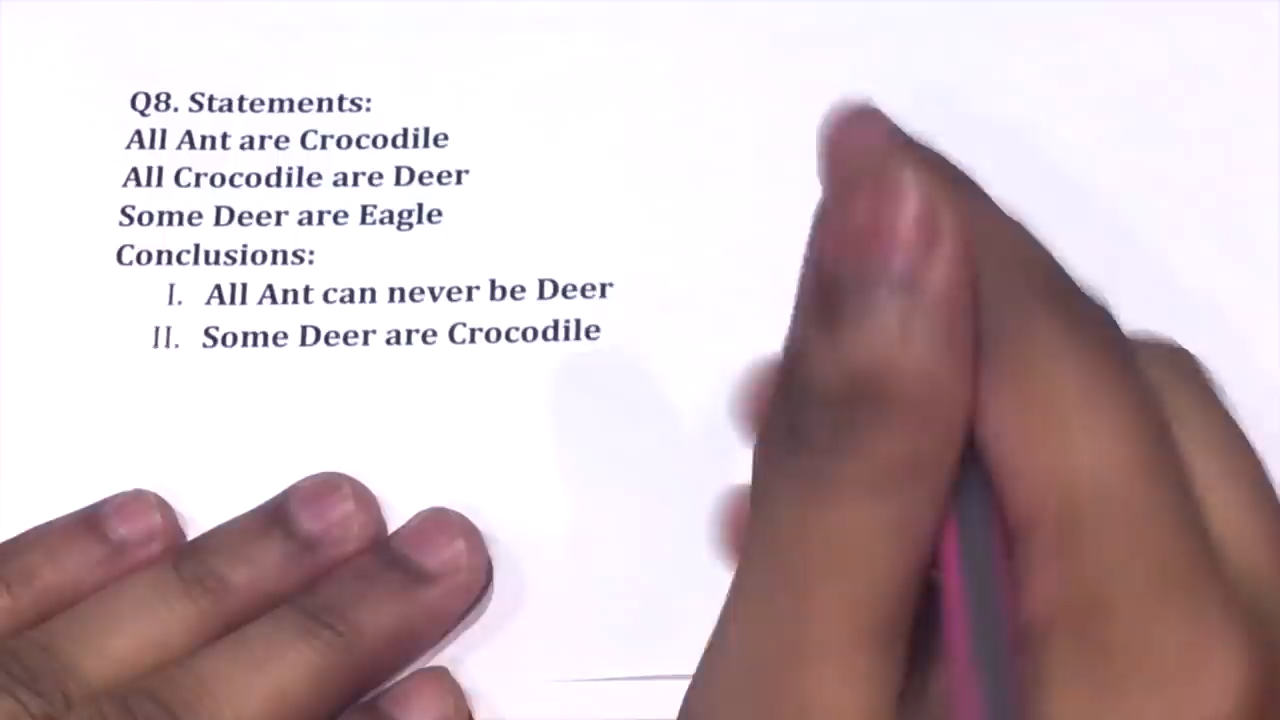 Q8. Statements:
All Ant are Crocodile
All Crocodile are Deer
Some Deer are Eagle
Conclusions:
I. All Ant can never be Deer
II. Some Deer are Crocodile